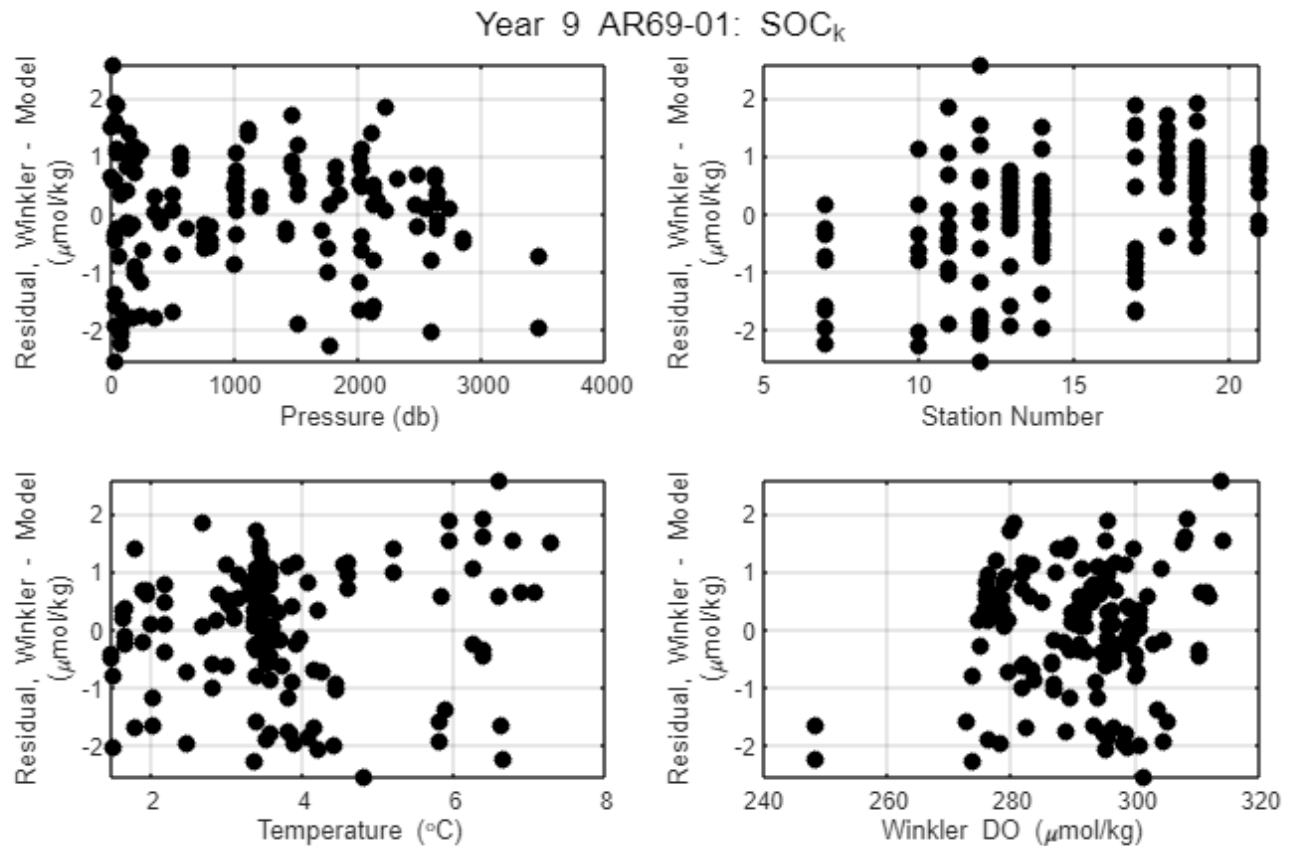 Year 9 AR69-01: SOCk
Residual, Winkler - Model
(μmol/kg)
2
1
0
-1
-2
0 1000 2000 3000 4000
Pressure (db)
Residual, Winkler - Model
(μmol/kg)
2
1
0
-1
-2
5 10 15 20
Station Number
Residual, Winkler - Model
(μmol/kg)
2
1
0
-1
-2
2 4 6 8
Temperature (°C)
Residual, Winkler - Model
(μmol/kg)
2
1
0
-1
-2
240 260 280 300 320
Winkler DO (μmol/kg)